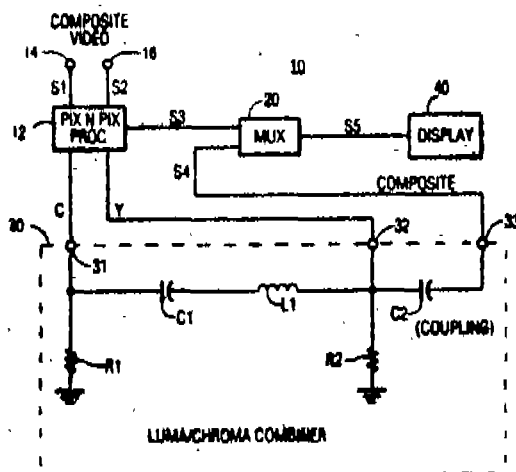 COMPOSITE
VIDEO
14
16
10
S1
S2
20
40
12
PIX N PIX
PROC
S3
MUX
S5
DISPLAY
S4
COMPOSITE
C
Y
30
31
32
33
C1
L1
C2
(COUPLING)
R1
R2
LUMA/CHROMA COMBINER